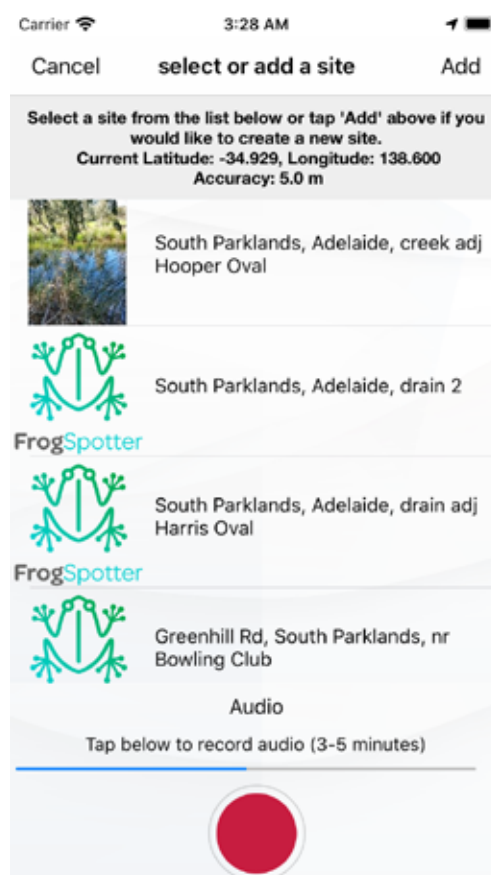 Carrier 3:28 AM
Cancel select or add a site Add
Select a site from the list below or tap 'Add' above if you
would like to create a new site.
Current Latitude: -34.929, Longitude: 138.600
Accuracy: 5.0 m
South Parklands, Adelaide, creek adj
Hooper Oval
South Parklands, Adelaide, drain 2
FrogSpotter
South Parklands, Adelaide, drain adj
Harris Oval
FrogSpotter
Greenhill Rd, South Parklands, nr
Bowling Club
Audio
Tap below to record audio (3-5 minutes)